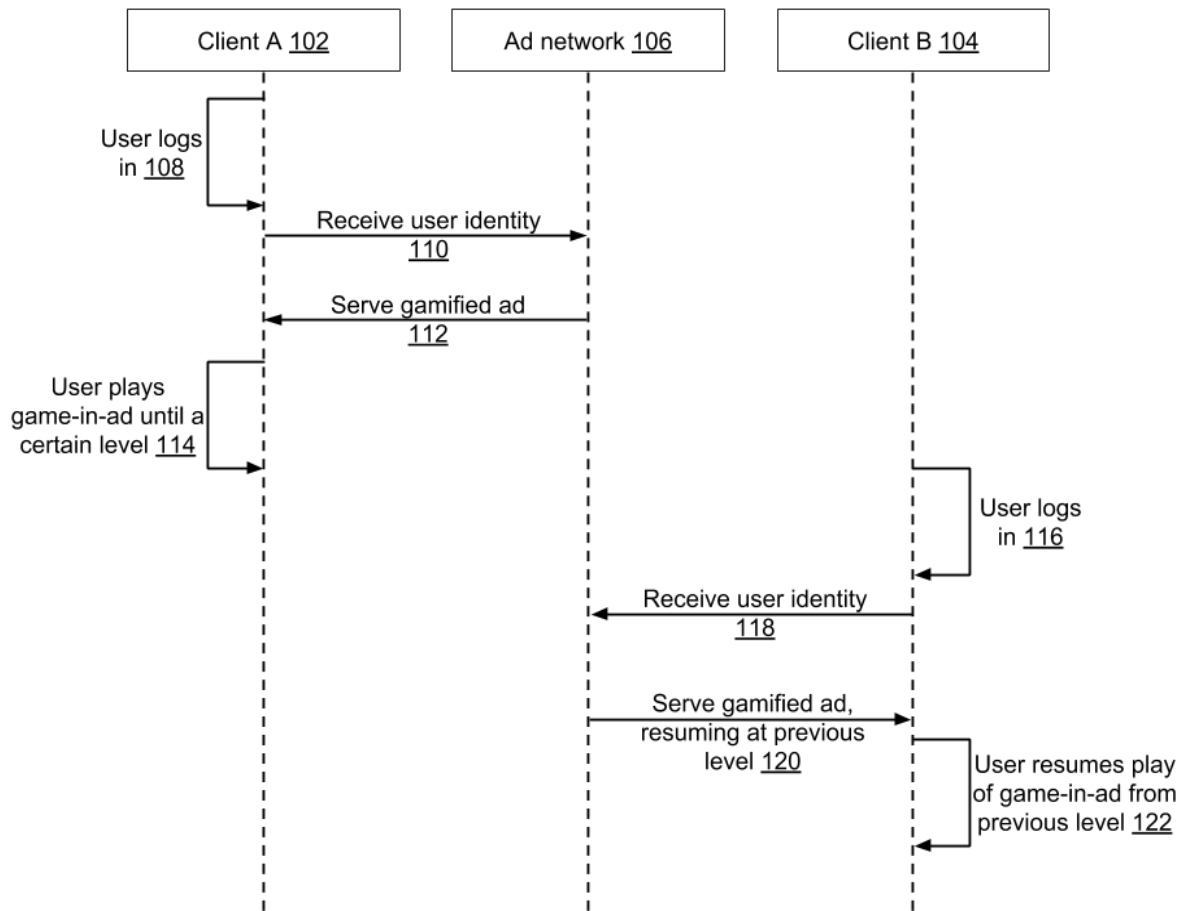 Client A 102
Ad network 106
Client B 104
User logs
in 108
Receive user identity
110
Serve gamified ad
112
User plays
game-in-ad until a
certain level 114
User logs
in 116
Receive user identity
118
Serve gamified ad,
resuming at previous
level 120
User resumes play
of game-in-ad from
previous level 122